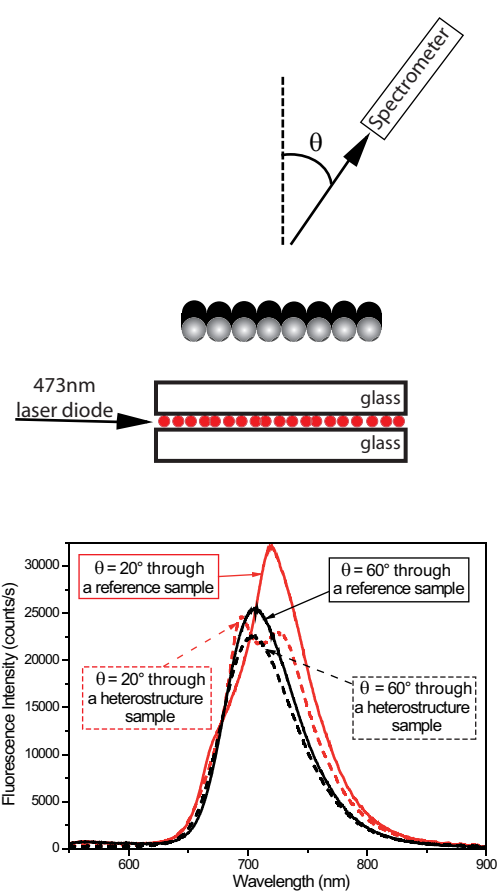 Spectrometer
θ
473nm
laser diode
glass
glass
θ = 20° through
a reference sample
θ = 60° through
a reference sample
θ = 20° through
a heterostructure
sample
θ = 60° through
a heterostructure
sample
Fluorescence Intensity (counts/s)
30000
25000
20000
15000
10000
5000
0
600
700
800
900
Wavelength (nm)